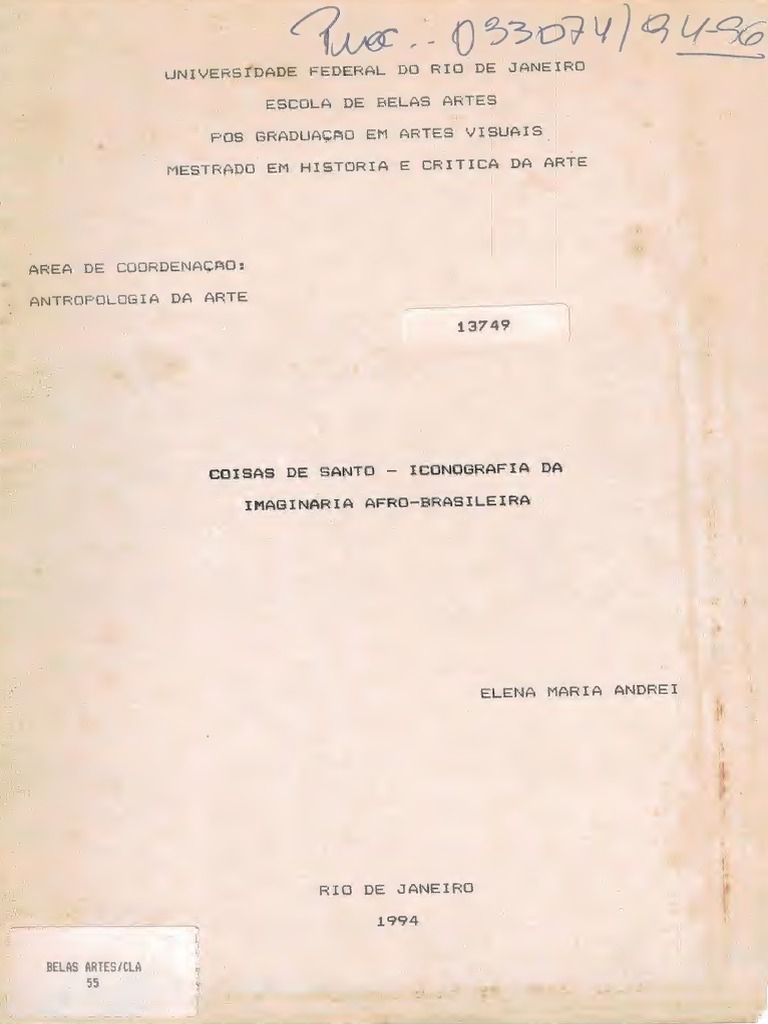 Proc.: 033074/94-96
UNIVERSIDADE FEDERAL DO RIO DE JANEIRO
ESCOLA DE BELAS ARTES
POS GRADUAÇÃO EM ARTES VISUAIS
MESTRADO EM HISTORIA E CRITICA DA ARTE
AREA DE COORDENAÇÃO:
ANTROPOLOGIA DA ARTE
13749
COISAS DE SANTO - ICONOGRAFIA DA
IMAGINARIA AFRO-BRASILEIRA
ELENA MARIA ANDREI
RIO DE JANEIRO
1994
BELAS ARTES/CLA
55